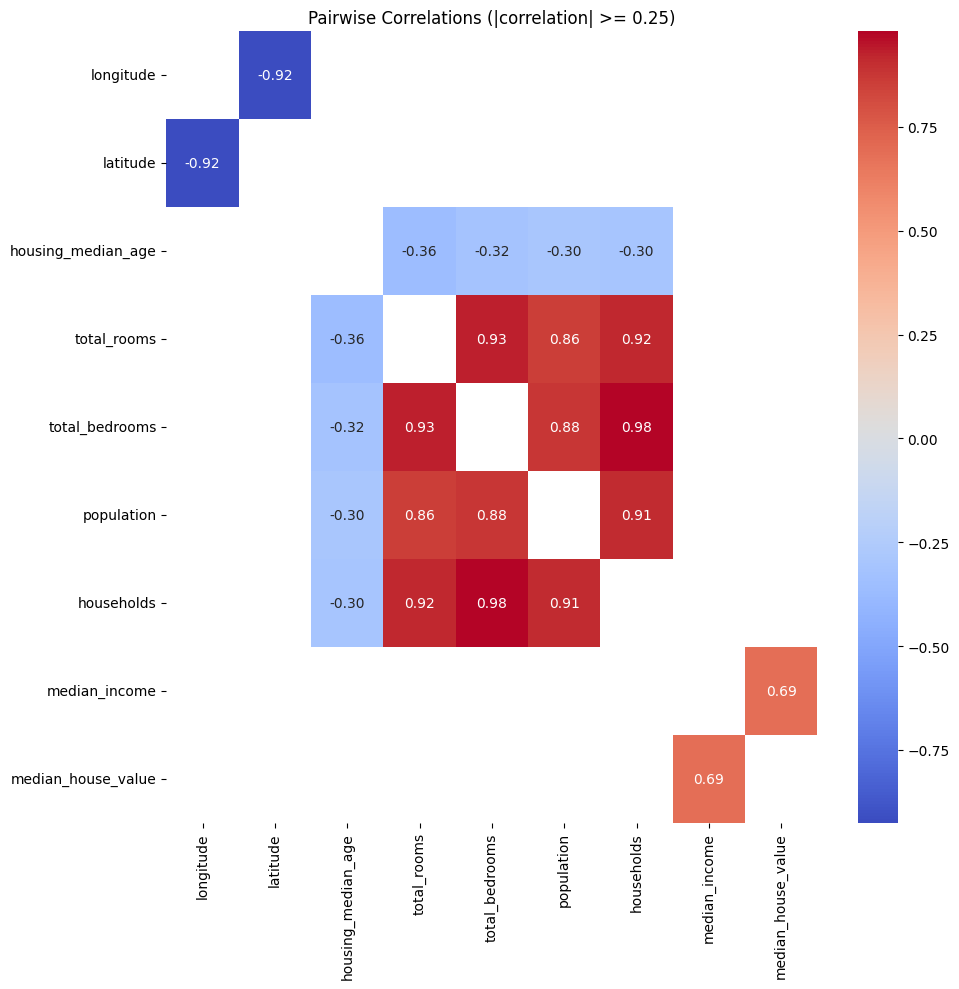 Pairwise Correlations (|correlation| >= 0.25)
longitude
-0.92
latitude
-0.92
housing_median_age
-0.36 -0.32 -0.30 -0.30
total_rooms
-0.36 0.93 0.86 0.92
total_bedrooms
-0.32 0.93 0.88 0.98
population
-0.30 0.86 0.88 0.91
households
-0.30 0.92 0.98 0.91
median_income
0.69
median_house_value
0.69
longitude
latitude
housing_median_age
total_rooms
total_bedrooms
population
households
median_income
median_house_value
0.75
0.50
0.25
0.00
−0.25
−0.50
−0.75